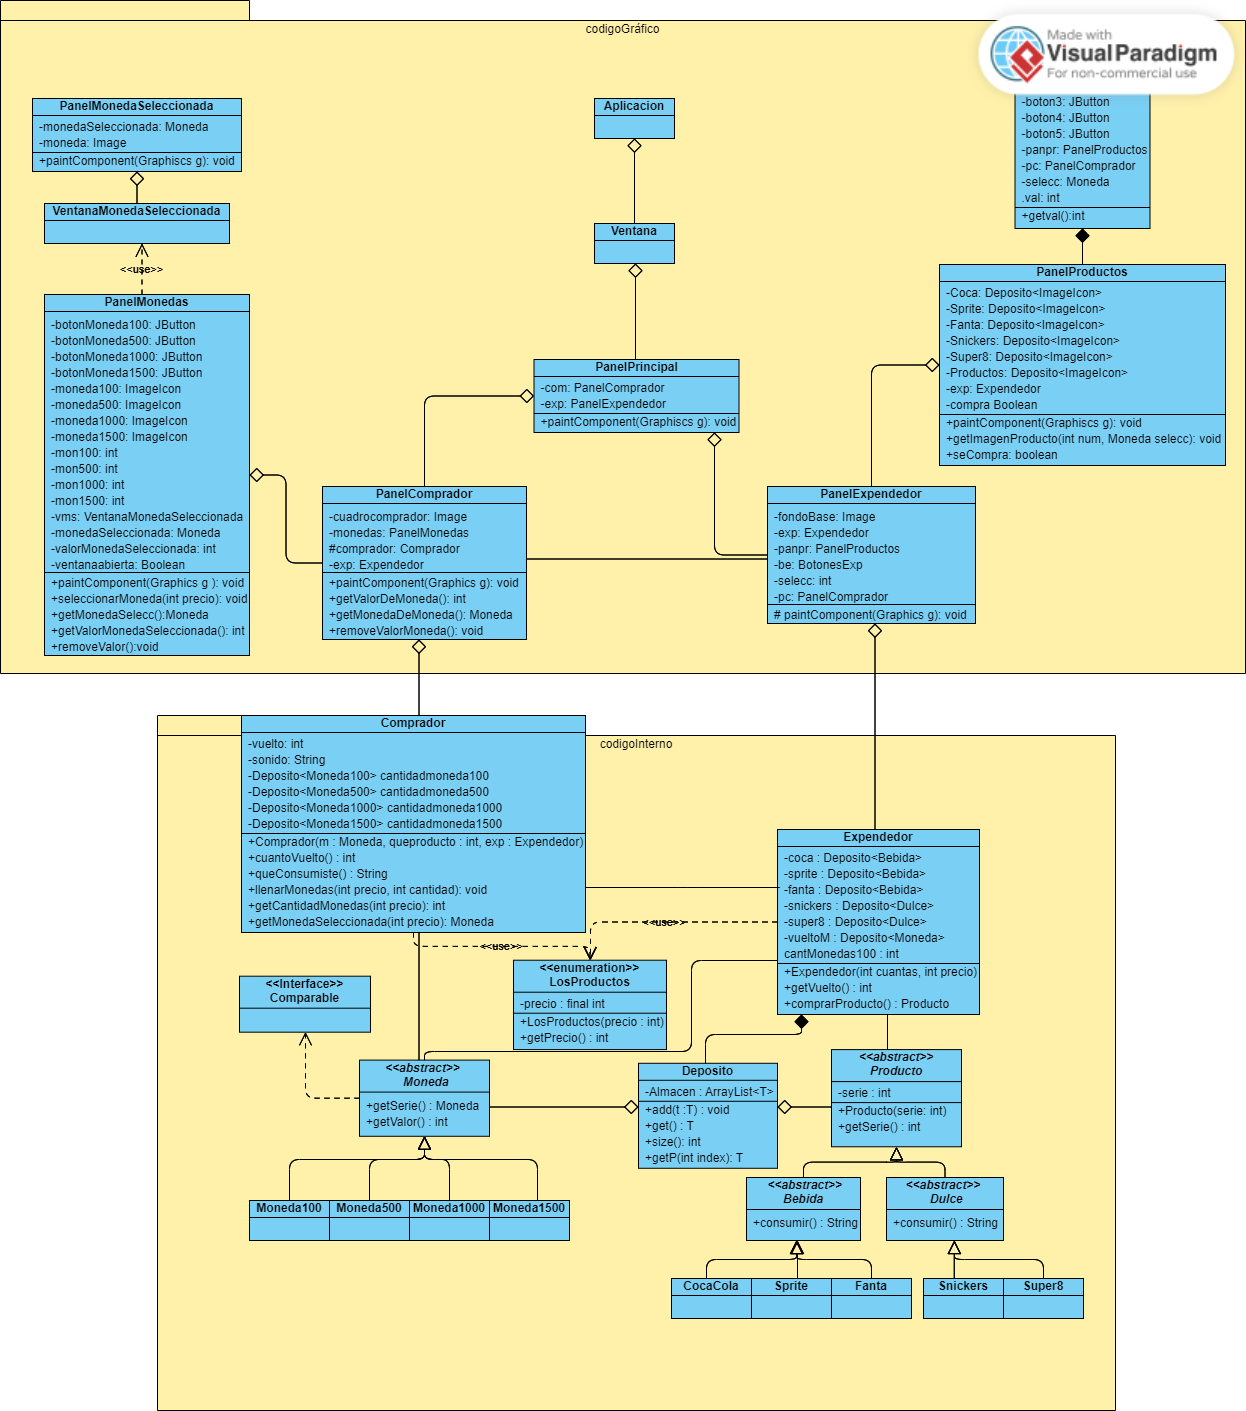 codigoGráfico
Made with
Visual Paradigm
For non-commercial use
PanelMonedaSeleccionada
-monedaSeleccionada: Moneda
-moneda: Image
+paintComponent(Graphiscs g): void
VentanaMonedaSeleccionada
<<use>>
PanelMonedas
-botonMoneda100: JButton
-botonMoneda500: JButton
-botonMoneda1000: JButton
-botonMoneda1500: JButton
-moneda100: ImageIcon
-moneda500: ImageIcon
-moneda1000: ImageIcon
-moneda1500: ImageIcon
-mon100: int
-mon500: int
-mon1000: int
-mon1500: int
-vms: VentanaMonedaSeleccionada
-monedaSeleccionada: Moneda
-valorMonedaSeleccionada: int
-ventanaabierta: Boolean
+paintComponent(Graphics g ): void
+seleccionarMoneda(int precio): void
+getMonedaSelecc():Moneda
+getValorMonedaSeleccionada(): int
+removeValor():void
Aplicacion
Ventana
PanelPrincipal
-com: PanelComprador
-exp: PanelExpendedor
+paintComponent(Graphiscs g): void
-boton3: JButton
-boton4: JButton
-boton5: JButton
-panpr: PanelProductos
-pc: PanelComprador
-selecc: Moneda
.val: int
+getval():int
PanelProductos
-Coca: Deposito<ImageIcon>
-Sprite: Deposito<ImageIcon>
-Fanta: Deposito<ImageIcon>
-Snickers: Deposito<ImageIcon>
-Super8: Deposito<ImageIcon>
-Productos: Deposito<ImageIcon>
-exp: Expendedor
-compra Boolean
+paintComponent(Graphiscs g): void
+getImagenProducto(int num, Moneda selecc): void
+seCompra: boolean
PanelComprador
-cuadrocomprador: Image
-monedas: PanelMonedas
#comprador: Comprador
-exp: Expendedor
+paintComponent(Graphics g): void
+getValorDeMoneda(): int
+getMonedaDeMoneda(): Moneda
+removeValorMoneda(): void
PanelExpendedor
-fondoBase: Image
-exp: Expendedor
-panpr: PanelProductos
-be: BotonesExp
-selecc: int
-pc: PanelComprador
# paintComponent(Graphics g): void
codigoInterno
Comprador
-vuelto: int
-sonido: String
-Deposito<Moneda100> cantidadmoneda100
-Deposito<Moneda500> cantidadmoneda500
-Deposito<Moneda1000> cantidadmoneda1000
-Deposito<Moneda1500> cantidadmoneda1500
+Comprador(m : Moneda, queproducto : int, exp : Expendedor)
+cuantoVuelto() : int
+queConsumiste() : String
+llenarMonedas(int precio, int cantidad): void
+getCantidadMonedas(int precio): int
+getMonedaSeleccionada(int precio): Moneda
Expendedor
-coca : Deposito<Bebida>
-sprite : Deposito<Bebida>
-fanta : Deposito<Bebida>
-snickers : Deposito<Dulce>
-super8 : Deposito<Dulce>
-vueltoM : Deposito<Moneda>
cantMonedas100 : int
+Expendedor(int cuantas, int precio)
+getVuelto() : int
+comprarProducto() : Producto
<<use>>
<<use>>
<<enumeration>>
LosProductos
-precio : final int
+LosProductos(precio : int)
+getPrecio() : int
<<Interface>>
Comparable
<<abstract>>
Moneda
+getSerie() : Moneda
+getValor() : int
Deposito
-Almacen : ArrayList<T>
+add(t :T) : void
+get() : T
+size(): int
+getP(int index): T
<<abstract>>
Producto
-serie : int
+Producto(serie: int)
+getSerie() : int
Moneda100
Moneda500
Moneda1000
Moneda1500
<<abstract>>
Bebida
+consumir() : String
<<abstract>>
Dulce
+consumir() : String
CocaCola
Sprite
Fanta
Snickers
Super8